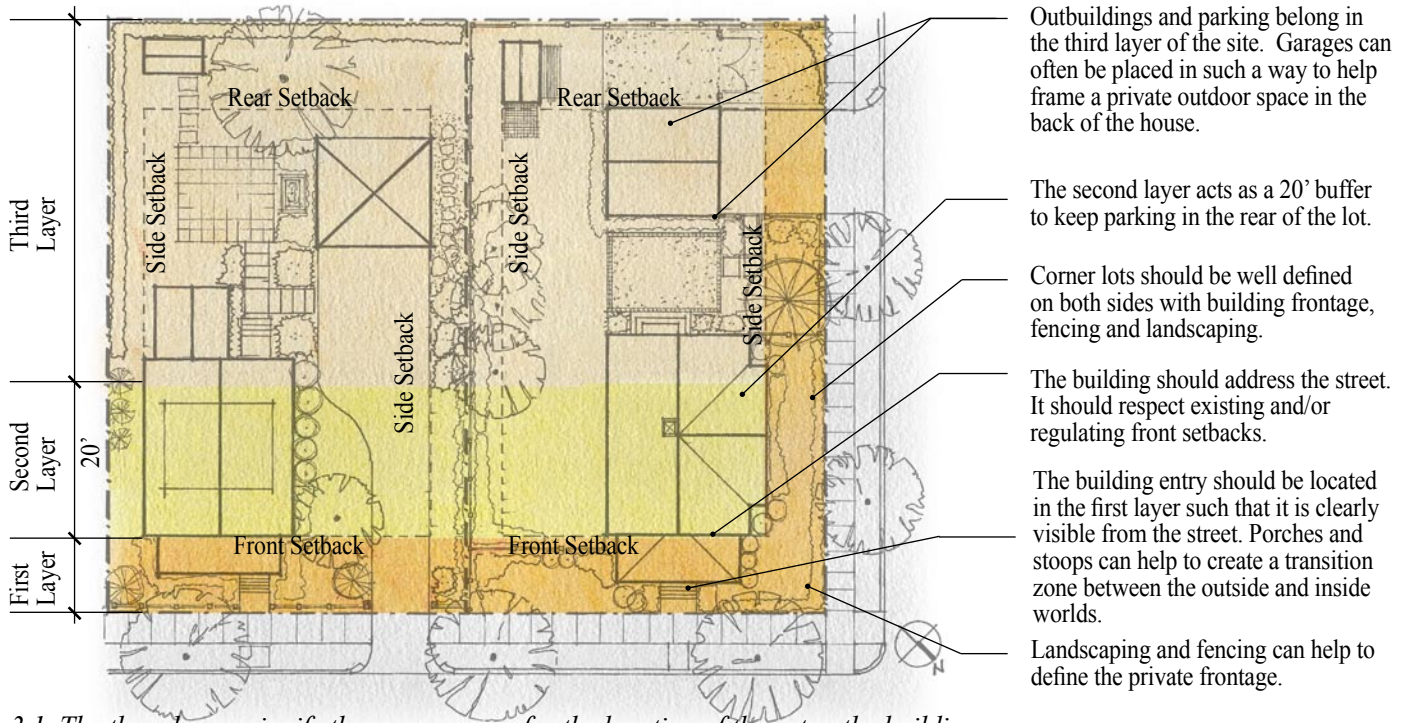 Outbuildings and parking belong in
the third layer of the site. Garages can
often be placed in such a way to help
frame a private outdoor space in the
back of the house.
The second layer acts as a 20’ buffer
to keep parking in the rear of the lot.
Corner lots should be well defined
on both sides with building frontage,
fencing and landscaping.
The building should address the street.
It should respect existing and/or
regulating front setbacks.
The building entry should be located
in the first layer such that it is clearly
visible from the street. Porches and
stoops can help to create a transition
zone between the outside and inside
worlds.
Landscaping and fencing can help to
define the private frontage.
Rear Setback
Rear Setback
Side Setback
Side Setback
Side Setback
Side Setback
Front Setback
Front Setback
Third
Layer
Second
Layer
20’
First
Layer
N